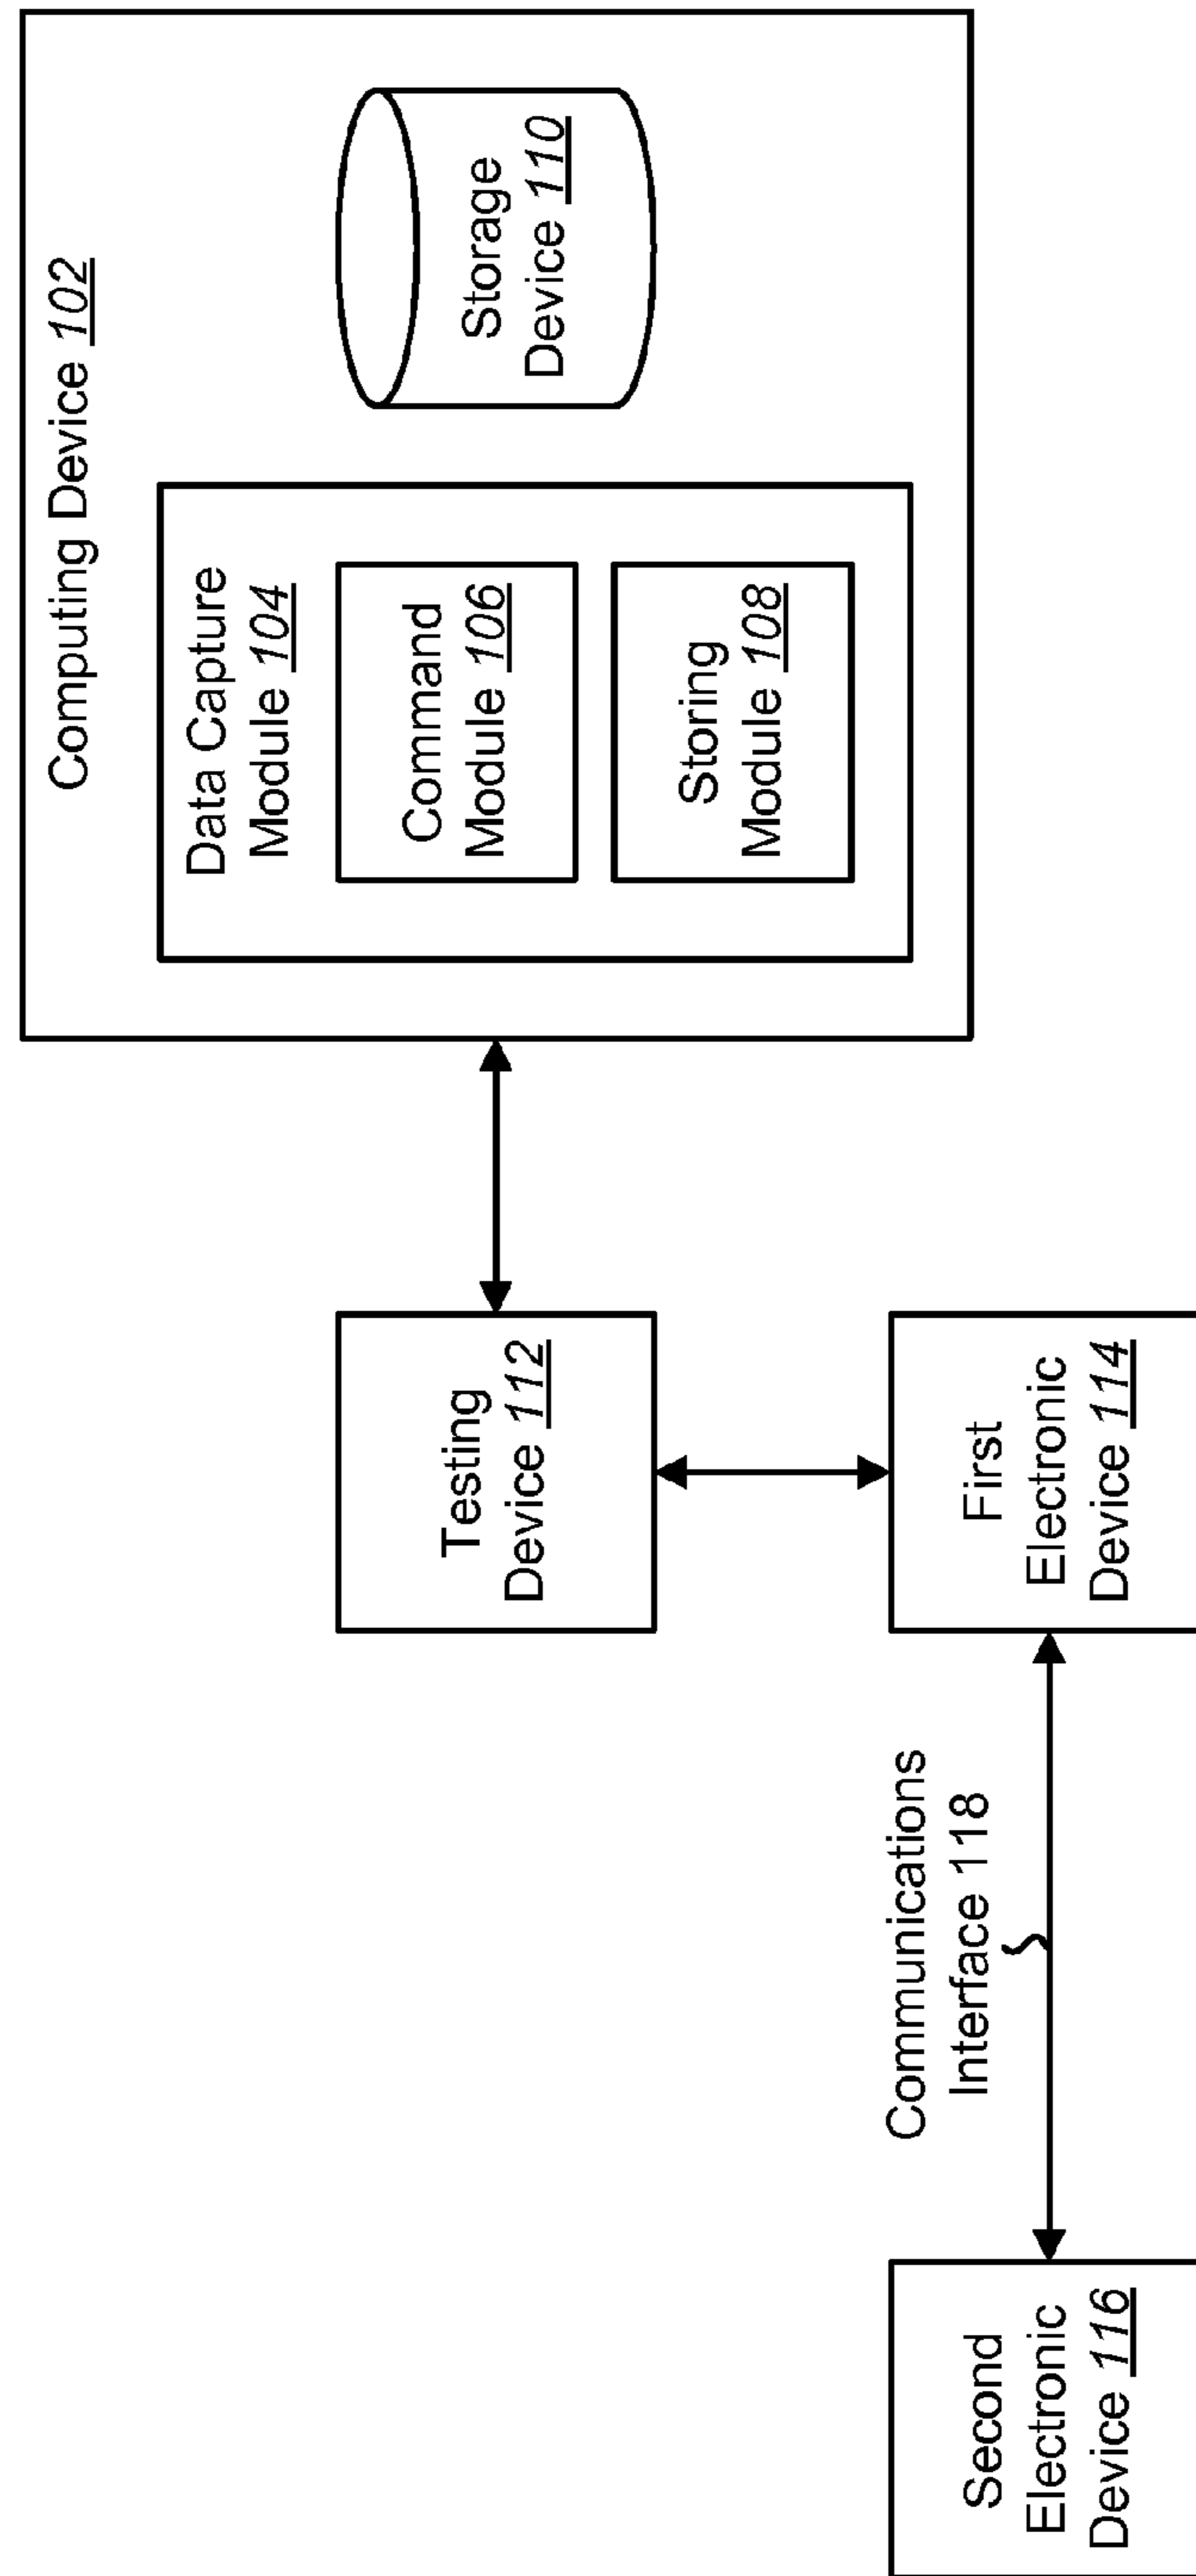 Computing Device 102
Data Capture
Module 104
Command
Module 106
Storing
Module 108
Storage
Device 110
Testing
Device 112
First
Electronic
Device 114
Communications
Interface 118
Second
Electronic
Device 116